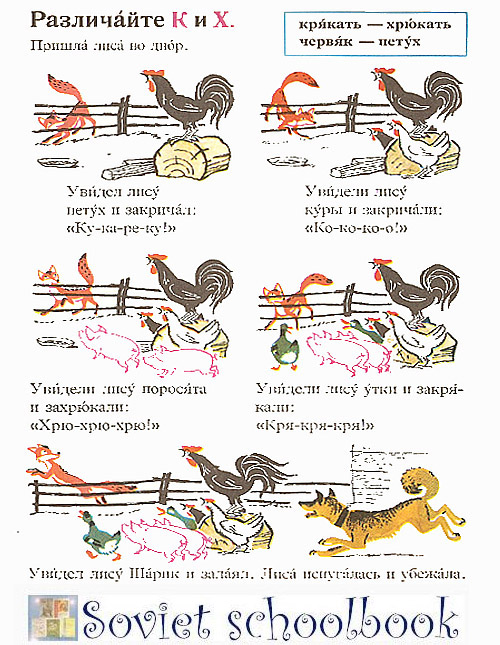 Различа́йте К и Х.
кря́кать — хрю́кать
червя́к — пету́х
Пришла́ лиса́ во дво́р.
Уви́дел лису́
пету́х и закрича́л:
«Ку-ка-ре-ку!»
Уви́дели лису́
ку́ры и закрича́ли:
«Ко-ко-ко-о!»
Уви́дели лису́ порося́та
и захрю́кали:
«Хрю-хрю-хрю!»
Уви́дели лису́ у́тки и закря́-
кали:
«Кря-кря-кря!»
Уви́дел лису́ Ша́рик и зала́ял. Лиса́ испуга́лась и убежа́ла.
Soviet schoolbook